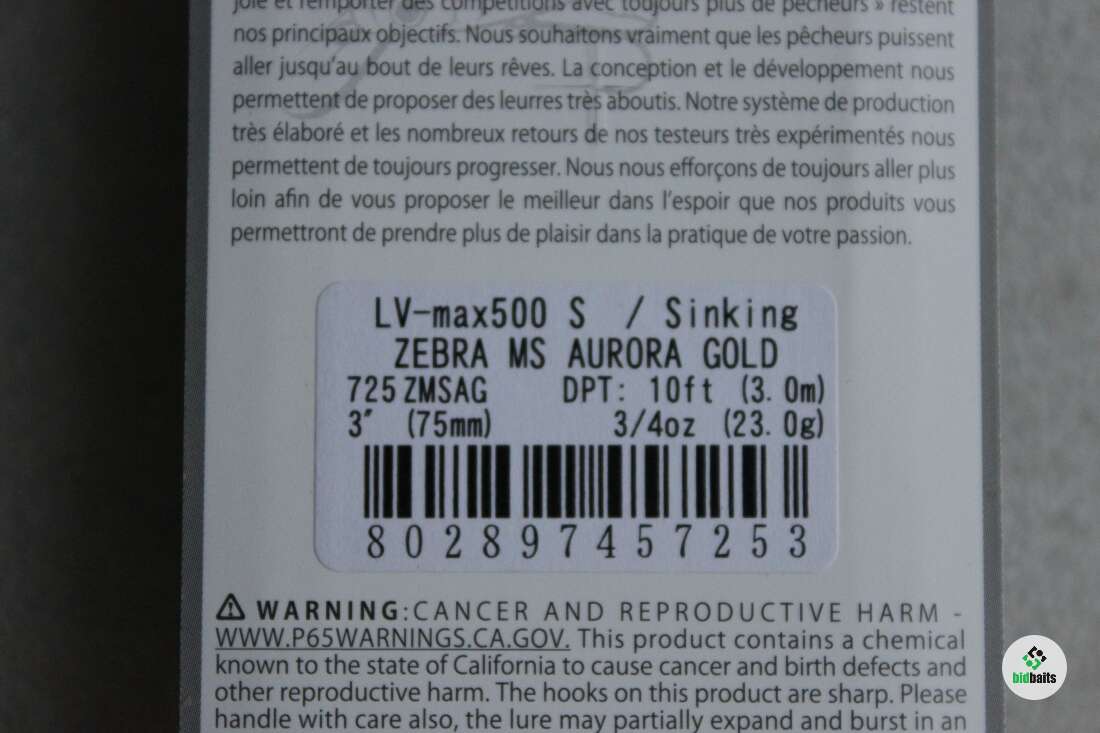 joie et remporter des compétitions avec toujours plus de pêcheurs » restent
nos principaux objectifs. Nous souhaitons vraiment que les pêcheurs puissent
aller jusqu'au bout de leurs rêves. La conception et le développement nous
permettent de proposer des leurres très aboutis. Notre système de production
très élaboré et les nombreux retours de nos testeurs très expérimentés nous
permettent de toujours progresser. Nous nous efforçons de toujours aller plus
loin afin de vous proposer le meilleur dans l'espoir que nos produits vous
permettront de prendre plus de plaisir dans la pratique de votre passion.
LV-max500 S / Sinking
ZEBRA MS AURORA GOLD
725 ZMSAG DPT: 10ft (3.0m)
3″ (75mm) 3/4oz (23.0g)
802897457253
⚠ WARNING:CANCER AND REPRODUCTIVE HARM -
WWW.P65WARNINGS.CA.GOV. This product contains a chemical
known to the state of California to cause cancer and birth defects and
other reproductive harm. The hooks on this product are sharp. Please
handle with care also, the lure may partially expand and burst in an
bidbaits